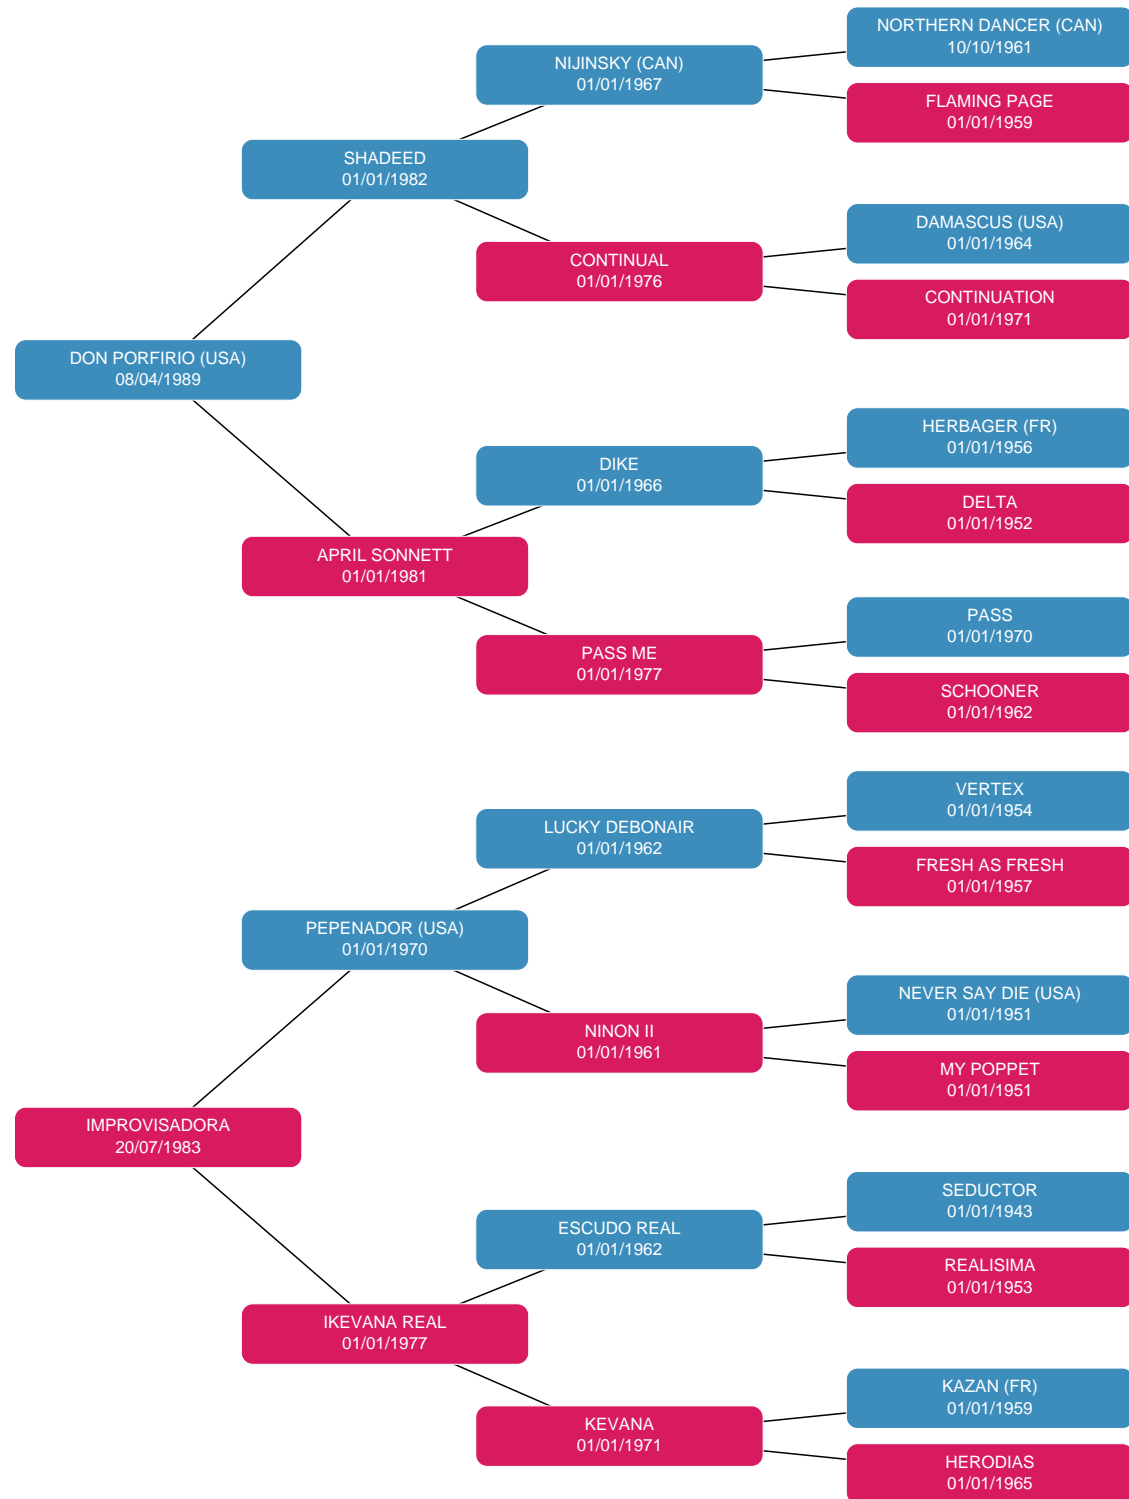 NORTHERN DANCER (CAN)
10/10/1961
NIJINSKY (CAN)
01/01/1967
FLAMING PAGE
01/01/1959
SHADEED
01/01/1982
DAMASCUS (USA)
01/01/1964
CONTINUAL
01/01/1976
CONTINUATION
01/01/1971
DON PORFIRIO (USA)
08/04/1989
HERBAGER (FR)
01/01/1956
DIKE
01/01/1966
DELTA
01/01/1952
APRIL SONNETT
01/01/1981
PASS
01/01/1970
PASS ME
01/01/1977
SCHOONER
01/01/1962
VERTEX
01/01/1954
LUCKY DEBONAIR
01/01/1962
FRESH AS FRESH
01/01/1957
PEPENADOR (USA)
01/01/1970
NEVER SAY DIE (USA)
01/01/1951
NINON II
01/01/1961
MY POPPET
01/01/1951
IMPROVISADORA
20/07/1983
SEDUCTOR
01/01/1943
ESCUDO REAL
01/01/1962
REALISIMA
01/01/1953
IKEVANA REAL
01/01/1977
KAZAN (FR)
01/01/1959
KEVANA
01/01/1971
HERODIAS
01/01/1965